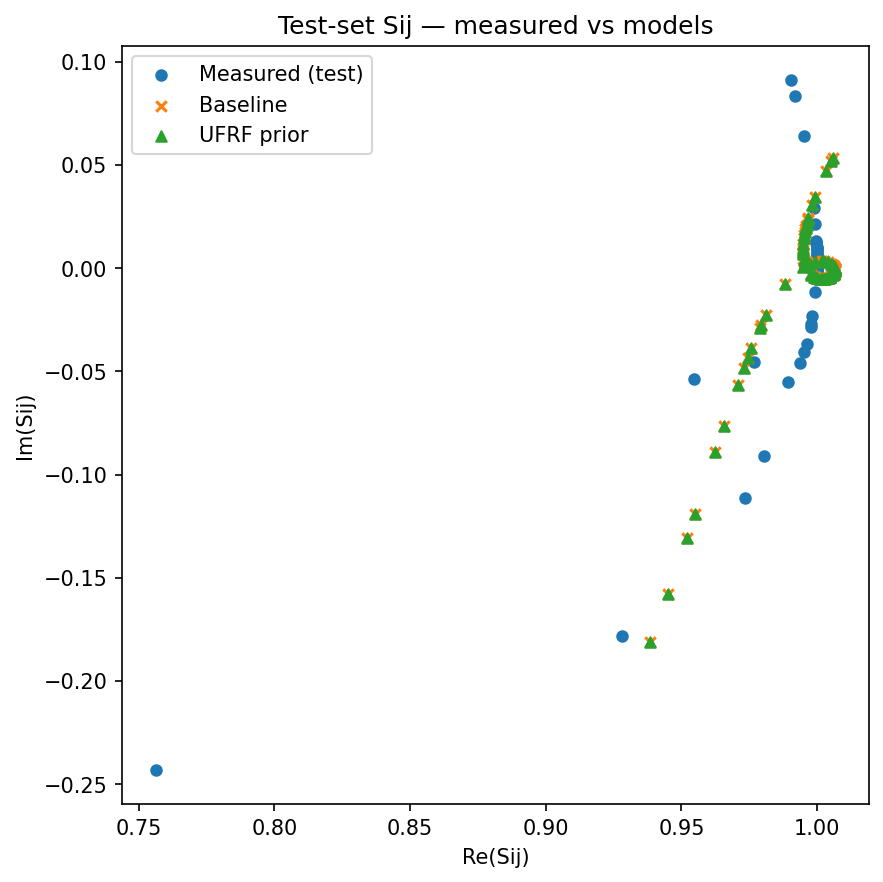 Test-set Sij — measured vs models
Measured (test)
Baseline
UFRF prior
0.10
0.05
0.00
−0.05
−0.10
−0.15
−0.20
−0.25
Im(Sij)
0.75
0.80
0.85
0.90
0.95
1.00
Re(Sij)